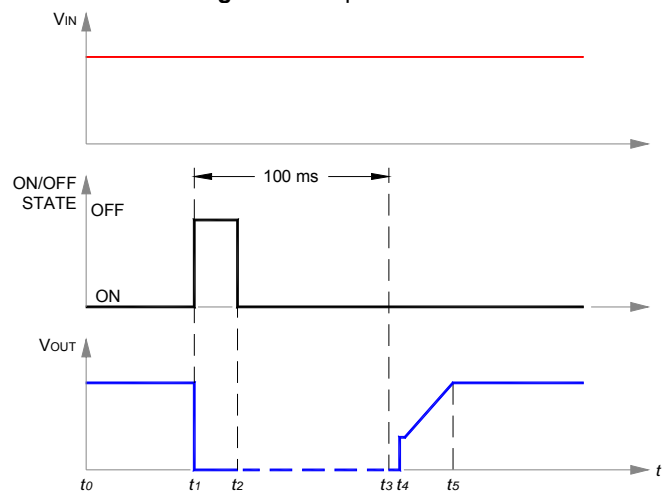 VIN
ON/OFF
STATE
OFF
100 ms
ON
VOUT
t
t0 t1 t2 t3 t4 t5